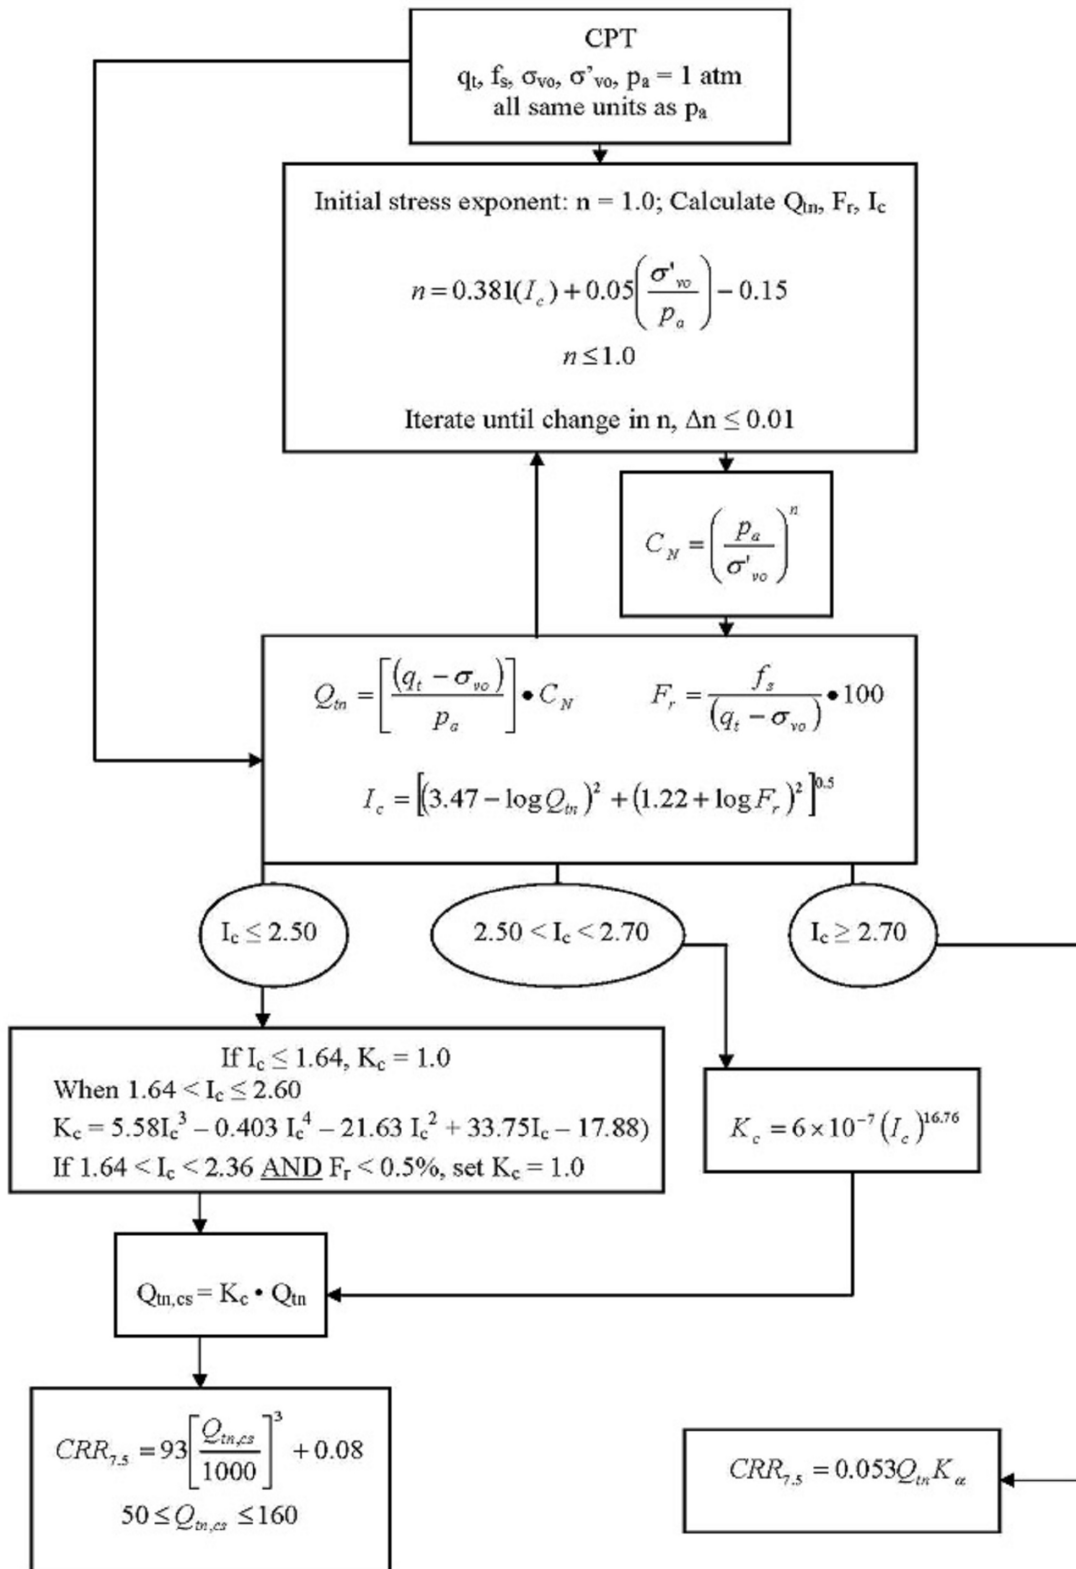 CPT
qt, fs, σvo, σ'vo, pa = 1 atm
all same units as pa
Initial stress exponent: n = 1.0; Calculate Qtn, Fr, Ic
n = 0.381(Ic) + 0.05(σ'vo / pa) − 0.15
n ≤ 1.0
Iterate until change in n, Δn ≤ 0.01
CN = (pa / σ'vo)^n
Qtn = [(qt − σvo) / pa] • CN
Fr = fs / (qt − σvo) • 100
Ic = [(3.47 − log Qtn)^2 + (1.22 + log Fr)^2]^0.5
Ic ≤ 2.50
2.50 < Ic < 2.70
Ic ≥ 2.70
If Ic ≤ 1.64, Kc = 1.0
When 1.64 < Ic ≤ 2.60
Kc = 5.58Ic^3 – 0.403 Ic^4 – 21.63 Ic^2 + 33.75Ic – 17.88)
If 1.64 < Ic < 2.36 AND Fr < 0.5%, set Kc = 1.0
Kc = 6 × 10^-7 (Ic)^16.76
Qtn,cs = Kc • Qtn
CRR7.5 = 93[Qtn,cs / 1000]^3 + 0.08
50 ≤ Qtn,cs ≤ 160
CRR7.5 = 0.053Qtn Kα